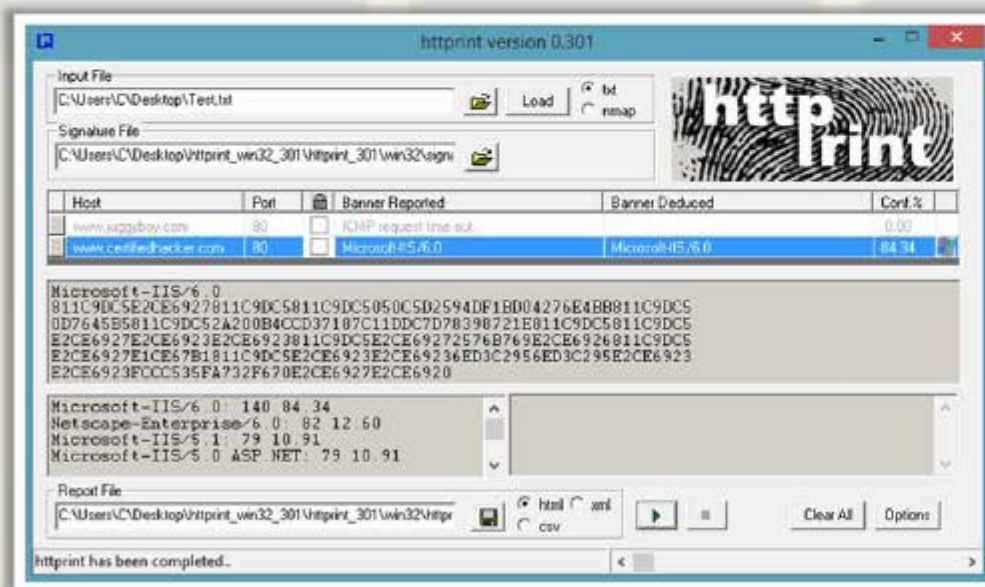 httprint version 0.301
Input File
C:\Users\C\Desktop\Test.txt
Load
txt
nmap
http
print
Signature File
C:\Users\C\Desktop\httprint_win32_301\httprint_301\win32\signa
Host Port Banner Reported Banner Deduced Conf.%
www.juggyboy.com 80 ICMP request time out. 0.00
www.certifiedhacker.com 80 Microsoft-IIS/6.0 Microsoft-IIS/6.0 84.34
Microsoft-IIS/6.0
811C9DC5E2CE6927811C9DC5811C9DC5050C5D2594DF1BD04276E4BB811C9DC5
0D7645B5811C9DC52A200B4CCD37187C11DDC7D78398721E811C9DC5811C9DC5
E2CE6927E2CE6923E2CE6923811C9DC5E2CE69272576B769E2CE6926811C9DC5
E2CE6927E1CE67B1811C9DC5E2CE6923E2CE69236ED3C2956ED3C295E2CE6923
E2CE6923FCCC535FA732F670E2CE6927E2CE6920
Microsoft-IIS/6.0: 140 84.34
Netscape-Enterprise/6.0: 82 12.60
Microsoft-IIS/5.1: 79 10.91
Microsoft-IIS/5.0 ASP.NET: 79 10.91
Report File
C:\Users\C\Desktop\httprint_win32_301\httprint_301\win32\httpr
html
xml
csv
Clear All
Options
httprint has been completed..